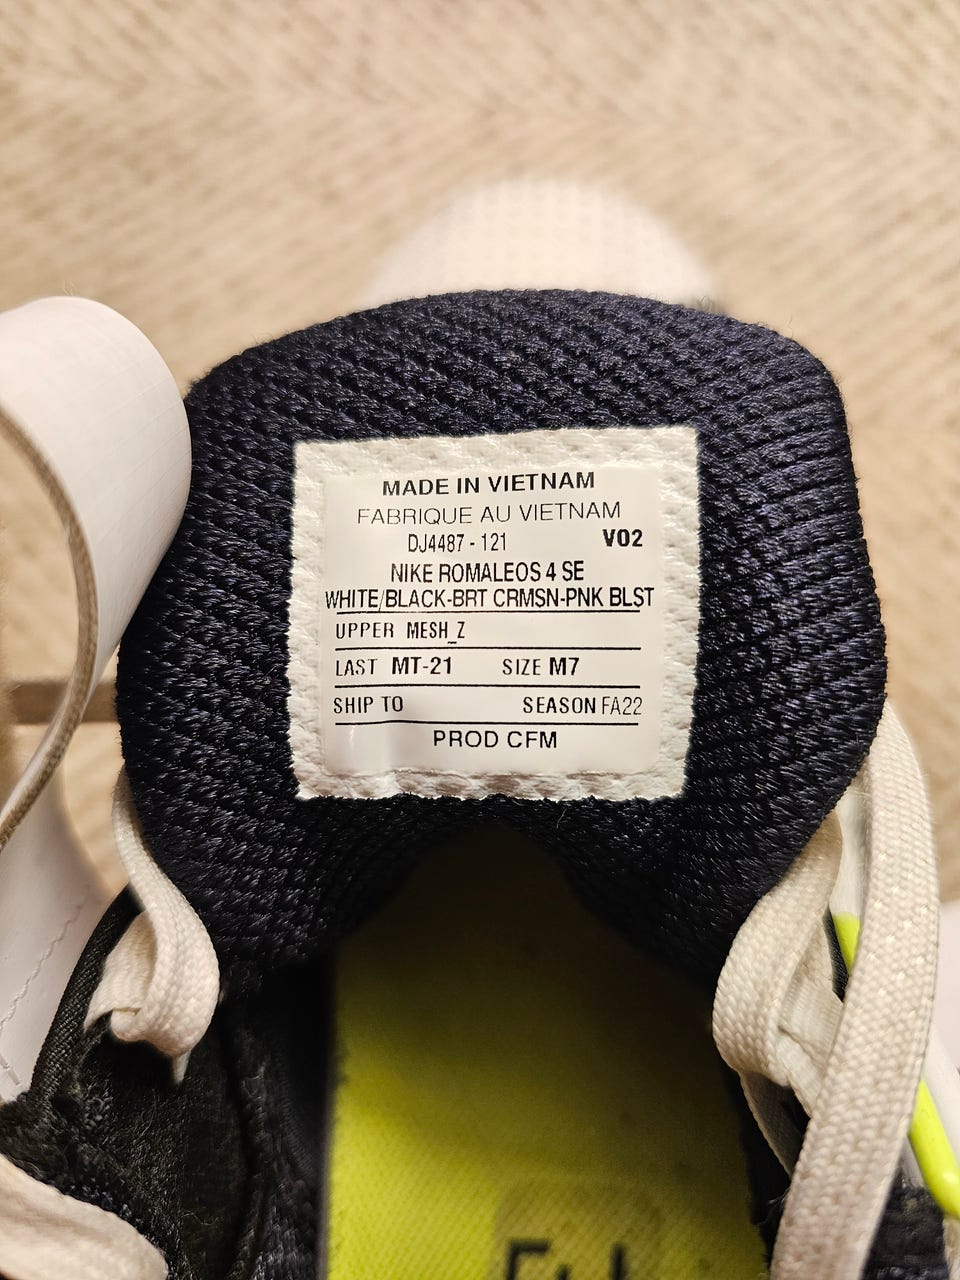 MADE IN VIETNAM
FABRIQUE AU VIETNAM
DJ4487 - 121 V02
NIKE ROMALEOS 4 SE
WHITE/BLACK-BRT CRMSN-PNK BLST
UPPER MESH_Z
LAST MT-21 SIZE M7
SHIP TO SEASON FA22
PROD CFM